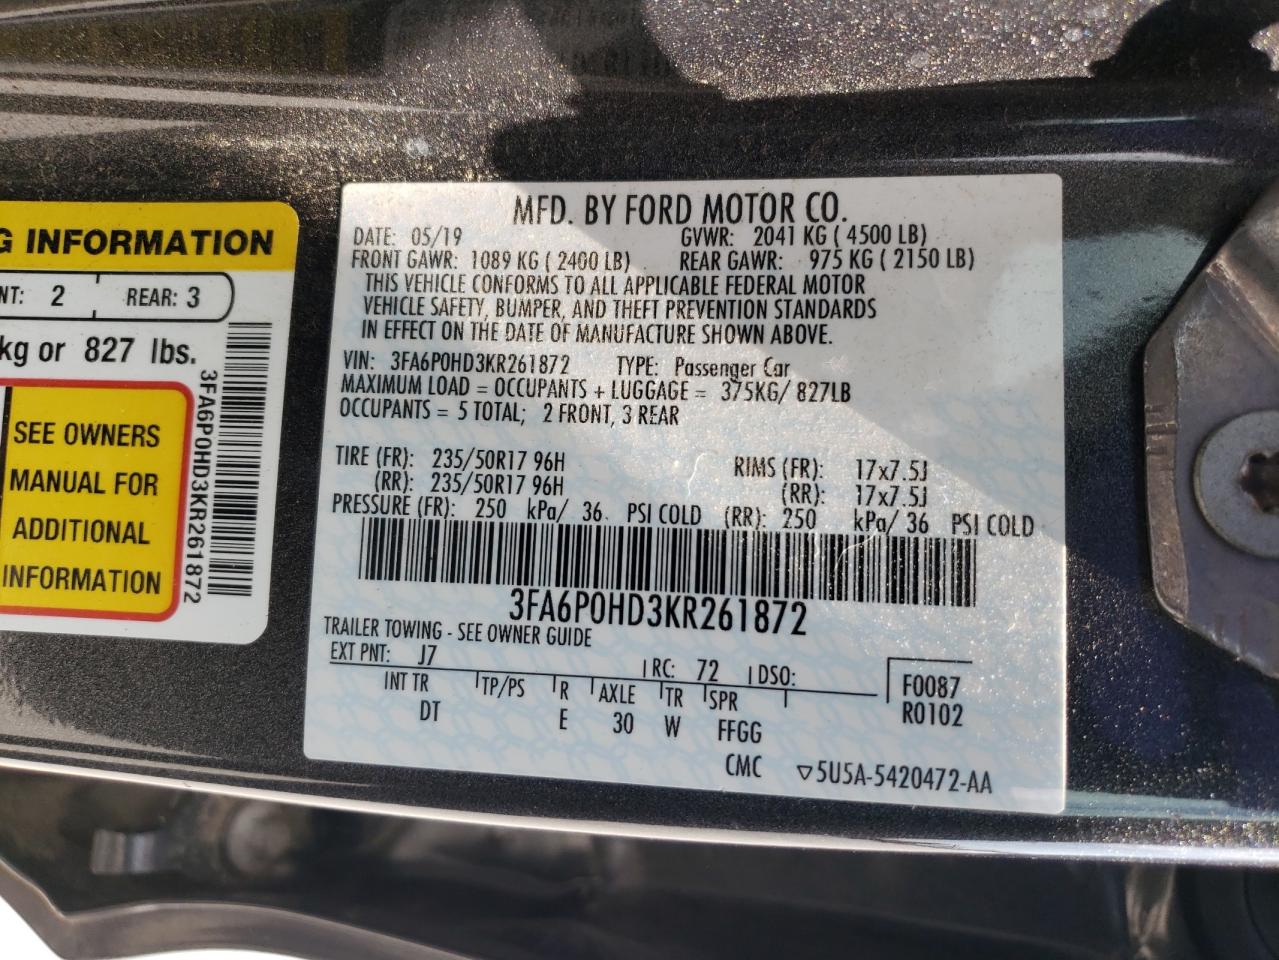 G INFORMATION
NT: 2 REAR: 3
kg or 827 lbs.
SEE OWNERS
MANUAL FOR
ADDITIONAL
INFORMATION
3FA6P0HD3KR261872
MFD. BY FORD MOTOR CO.
DATE: 05/19 GVWR: 2041 KG ( 4500 LB)
FRONT GAWR: 1089 KG ( 2400 LB) REAR GAWR: 975 KG ( 2150 LB)
THIS VEHICLE CONFORMS TO ALL APPLICABLE FEDERAL MOTOR
VEHICLE SAFETY, BUMPER, AND THEFT PREVENTION STANDARDS
IN EFFECT ON THE DATE OF MANUFACTURE SHOWN ABOVE.
VIN: 3FA6P0HD3KR261872 TYPE: Passenger Car
MAXIMUM LOAD = OCCUPANTS + LUGGAGE = 375KG/ 827LB
OCCUPANTS = 5 TOTAL; 2 FRONT, 3 REAR
TIRE (FR): 235/50R17 96H RIMS (FR): 17x7.5J
(RR): 235/50R17 96H (RR): 17x7.5J
PRESSURE (FR): 250 kPa/ 36 PSI COLD (RR): 250 kPa/ 36 PSI COLD
3FA6P0HD3KR261872
TRAILER TOWING - SEE OWNER GUIDE
EXT PNT: J7 RC: 72 DSO:
INT TR TP/PS R AXLE TR SPR F0087
DT E 30 W FFGG R0102
CMC ▽5U5A-5420472-AA